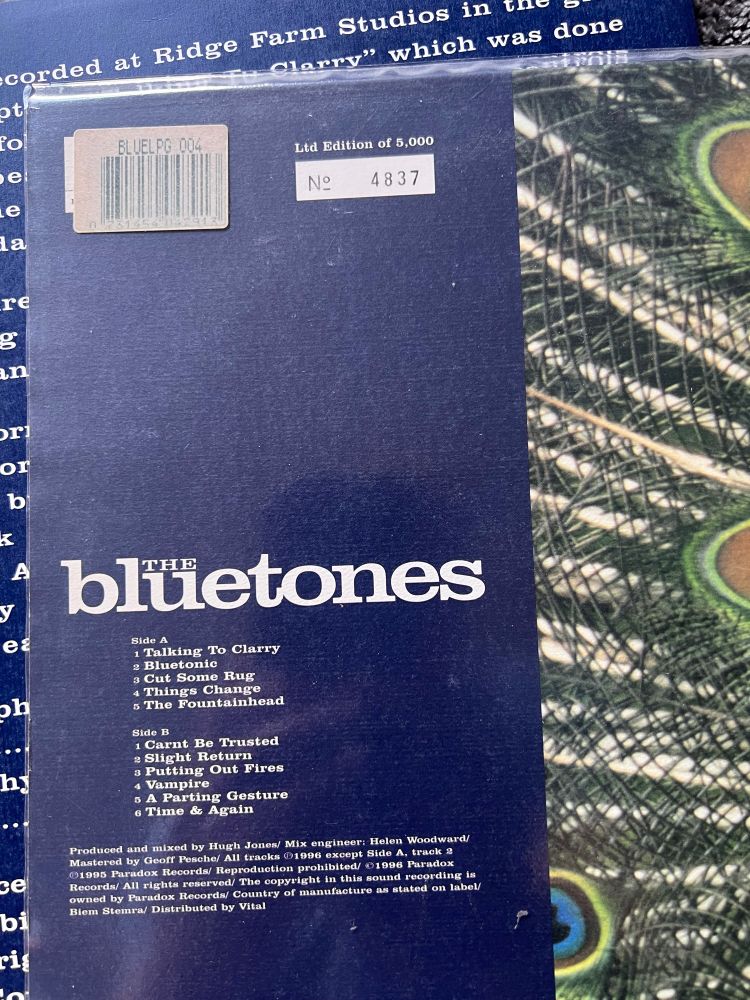 ecorded at Ridge Farm Studios in the g
Clarry” which was done
BLUELPG 004
Ltd Edition of 5,000
Nº 4837
THE
bluetones
Side A
1 Talking To Clarry
2 Bluetonic
3 Cut Some Rug
4 Things Change
5 The Fountainhead
Side B
1 Carnt Be Trusted
2 Slight Return
3 Putting Out Fires
4 Vampire
5 A Parting Gesture
6 Time & Again
Produced and mixed by Hugh Jones/ Mix engineer: Helen Woodward/
Mastered by Geoff Pesche/ All tracks ℗1996 except Side A, track 2
℗1995 Paradox Records/ Reproduction prohibited/ ©1996 Paradox
Records/ All rights reserved/ The copyright in this sound recording is
owned by Paradox Records/ Country of manufacture as stated on label/
Biem Stemra/ Distributed by Vital